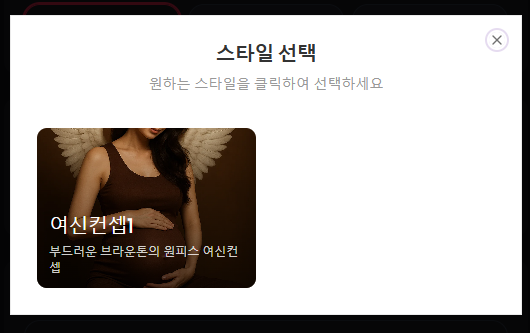 스타일 선택
원하는 스타일을 클릭하여 선택하세요
여신컨셉1
부드러운 브라운톤의 원피스 여신컨
셉